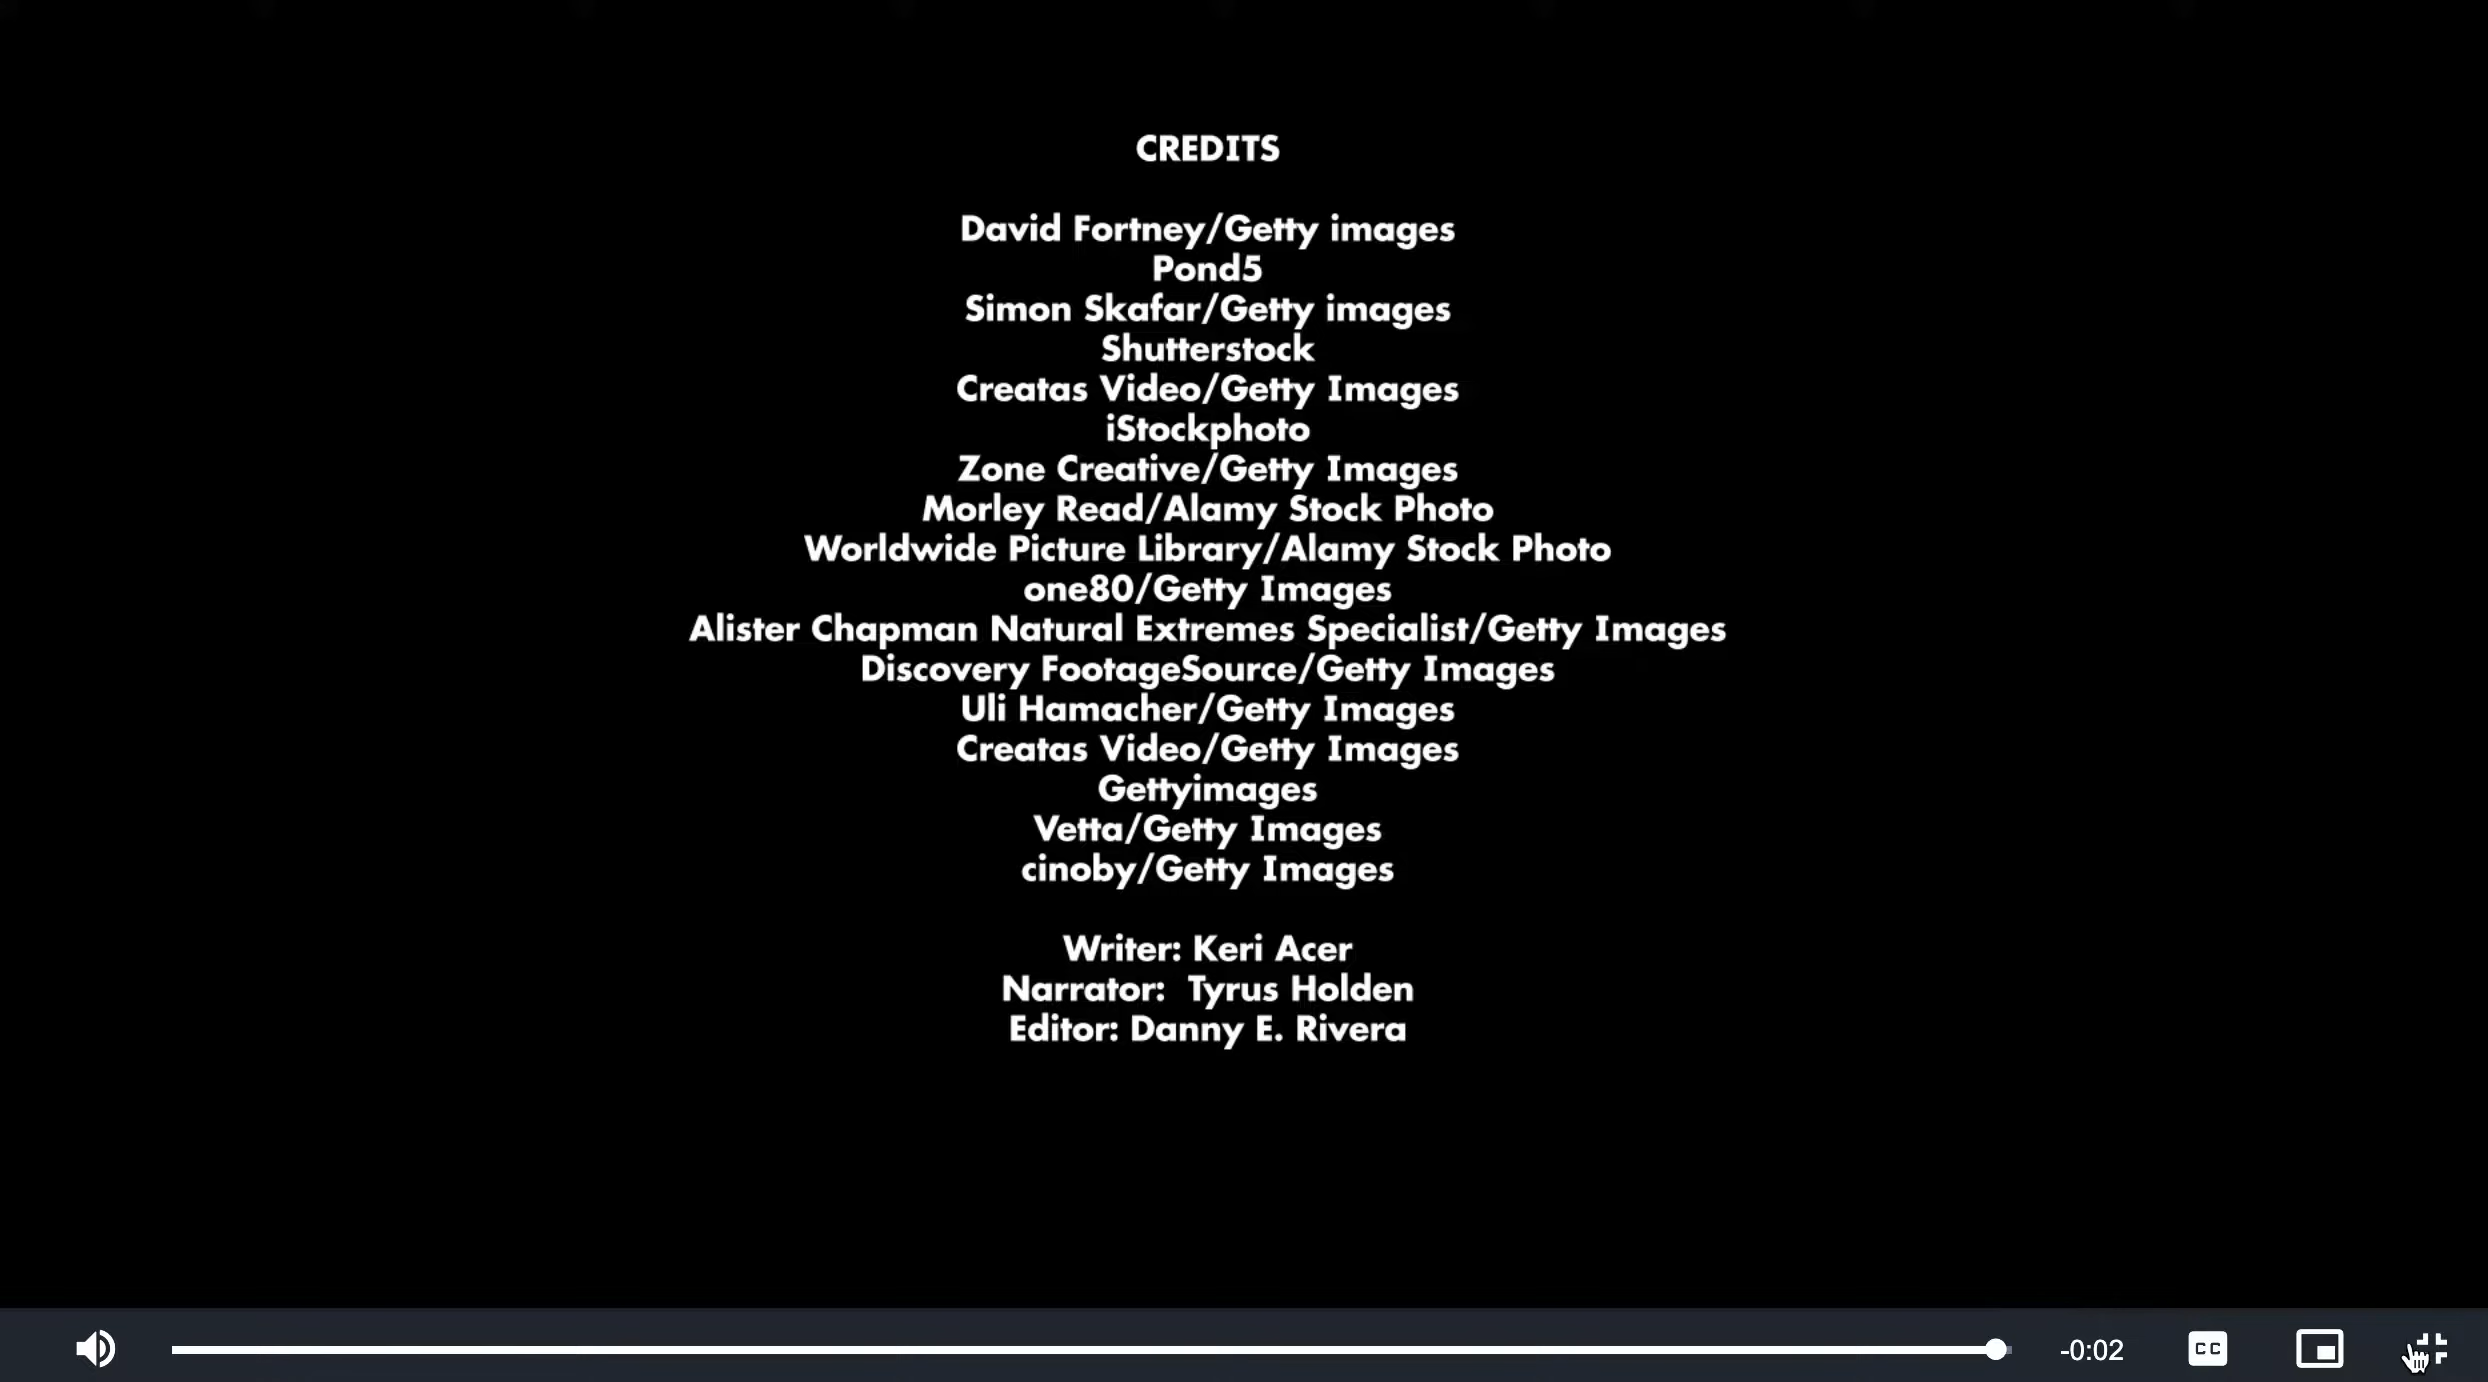 CREDITS
David Fortney/Getty images
Pond5
Simon Skafar/Getty images
Shutterstock
Creatas Video/Getty Images
iStockphoto
Zone Creative/Getty Images
Morley Read/Alamy Stock Photo
Worldwide Picture Library/Alamy Stock Photo
one80/Getty Images
Alister Chapman Natural Extremes Specialist/Getty Images
Discovery FootageSource/Getty Images
Uli Hamacher/Getty Images
Creatas Video/Getty Images
Gettyimages
Vetta/Getty Images
cinoby/Getty Images
Writer: Keri Acer
Narrator:  Tyrus Holden
Editor: Danny E. Rivera
-0:02
CC